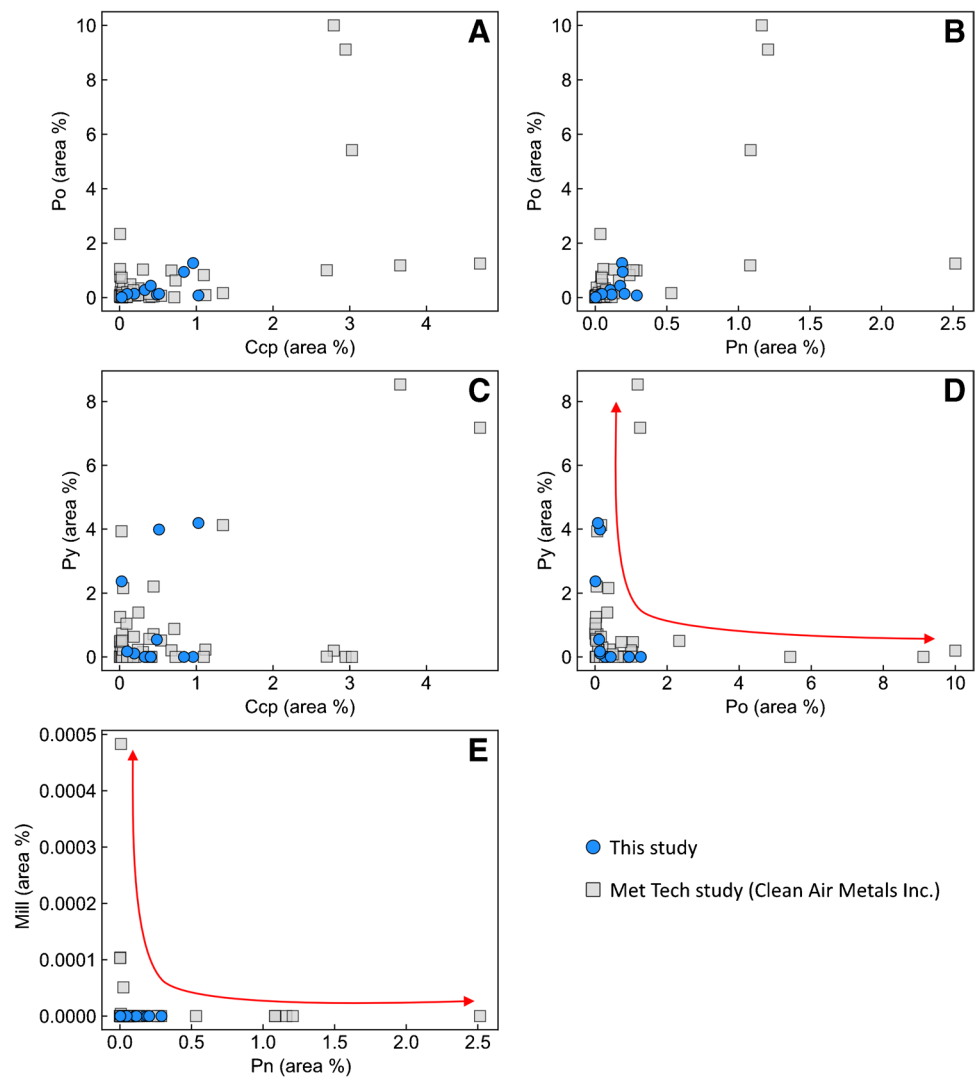 A
10
8
6
4
2
0
Po (area %)
0 1 2 3 4
Ccp (area %)
B
10
8
6
4
2
0
Po (area %)
0.0 0.5 1.0 1.5 2.0 2.5
Pn (area %)
C
8
6
4
2
0
Py (area %)
0 1 2 3 4
Ccp (area %)
D
8
6
4
2
0
Py (area %)
0 2 4 6 8 10
Po (area %)
E
0.0005
0.0004
0.0003
0.0002
0.0001
0.0000
Mill (area %)
0.0 0.5 1.0 1.5 2.0 2.5
Pn (area %)
This study
Met Tech study (Clean Air Metals Inc.)